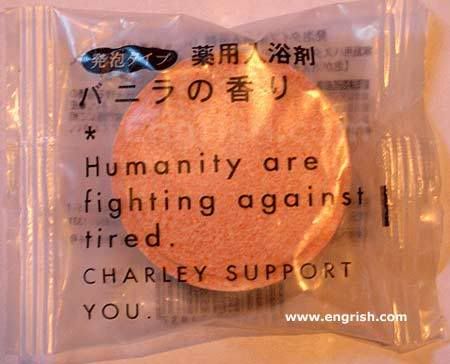 発泡タイプ 薬用入浴剤
バニラの香り
*
Humanity are
fighting against
tired.
CHARLEY SUPPORT
YOU.
www.engrish.com